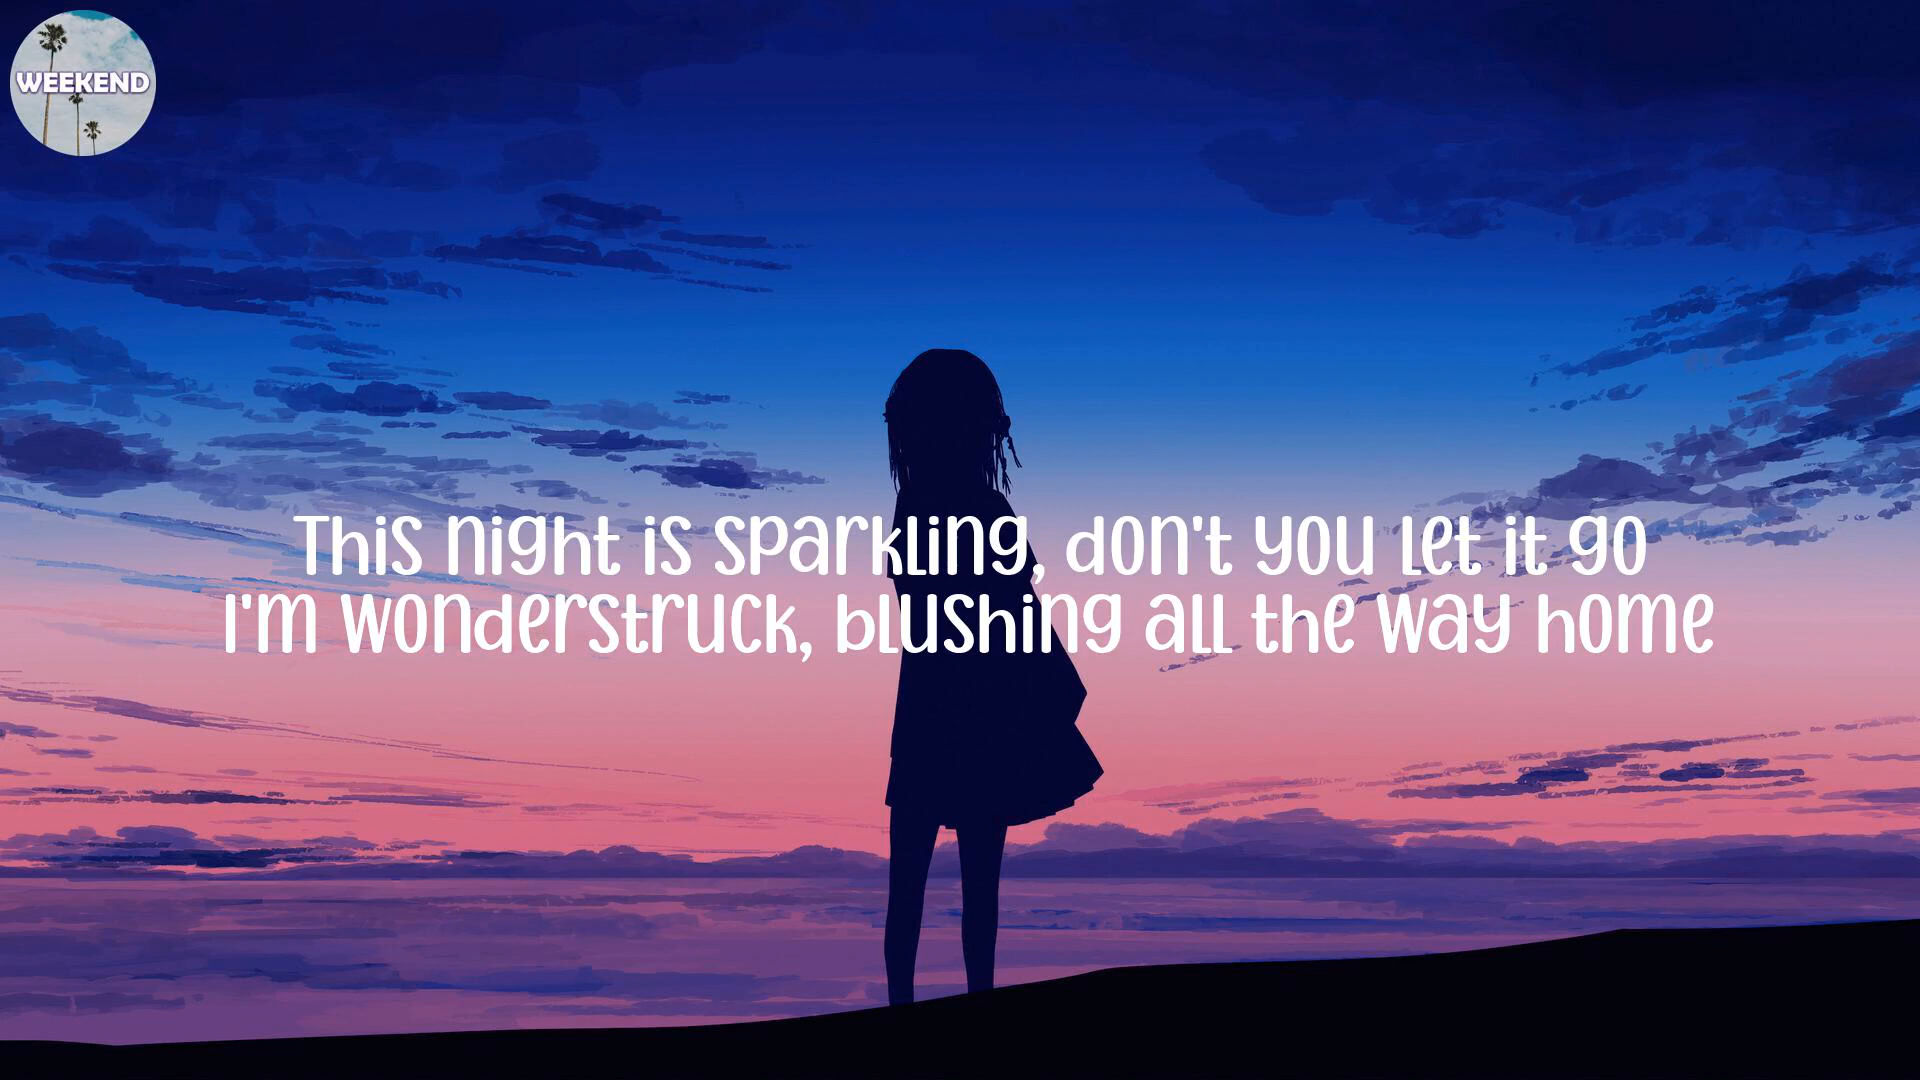 WEEKEND
This night is sparkling, don't you let it go
I'm wonderstruck, blushing all the way home